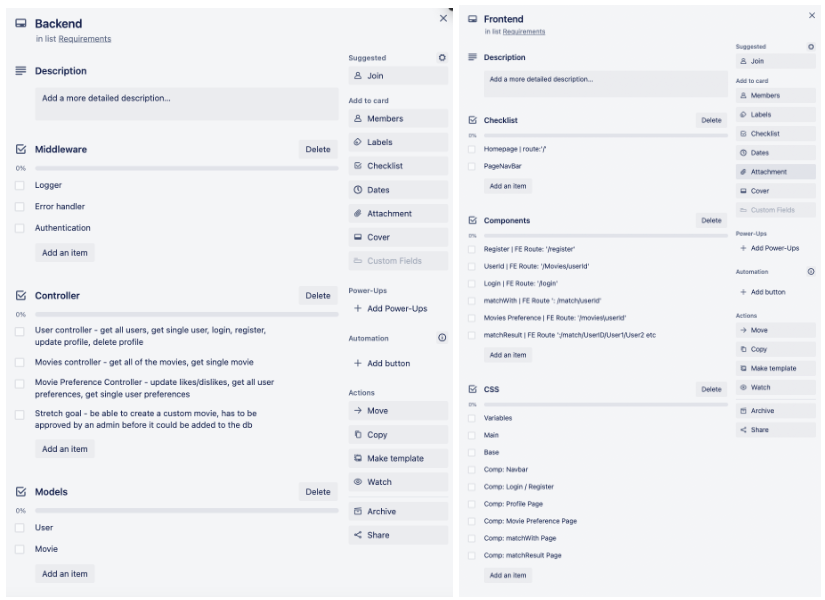 Backend
in list Requirements
Description
Add a more detailed description...
Middleware
Delete
0%
Logger
Error handler
Authentication
Add an item
Controller
Delete
0%
User controller - get all users, get single user, login, register,
update profile, delete profile
Movies controller - get all of the movies, get single movie
Movie Preference Controller - update likes/dislikes, get all user
preferences, get single user preferences
Stretch goal - be able to create a custom movie, has to be
approved by an admin before it could be added to the db
Add an item
Models
Delete
0%
User
Movie
Add an item
Suggested
Join
Add to card
Members
Labels
Checklist
Dates
Attachment
Cover
Custom Fields
Power-Ups
+ Add Power-Ups
Automation
+ Add button
Actions
Move
Copy
Make template
Watch
Archive
Share
Frontend
in list Requirements
Description
Add a more detailed description...
Checklist
Delete
0%
Homepage | route:'/'
PageNavBar
Add an item
Components
Delete
0%
Register | FE Route: '/register'
UserId | FE Route: '/Movies/userId'
Login | FE Route: '/login'
matchWith | FE Route ': /match/userId'
Movies Preference | FE Route: '/movies\userId'
matchResult | FE Route ':/match/UserID/User1/User2 etc
Add an item
CSS
Delete
0%
Variables
Main
Base
Comp: Navbar
Comp: Login / Register
Comp: Profile Page
Comp: Movie Preference Page
Comp: matchWith Page
Comp: matchResult Page
Add an item
Suggested
Join
Add to card
Members
Labels
Checklist
Dates
Attachment
Cover
Custom Fields
Power-Ups
+ Add Power-Ups
Automation
+ Add button
Actions
Move
Copy
Make template
Watch
Archive
Share